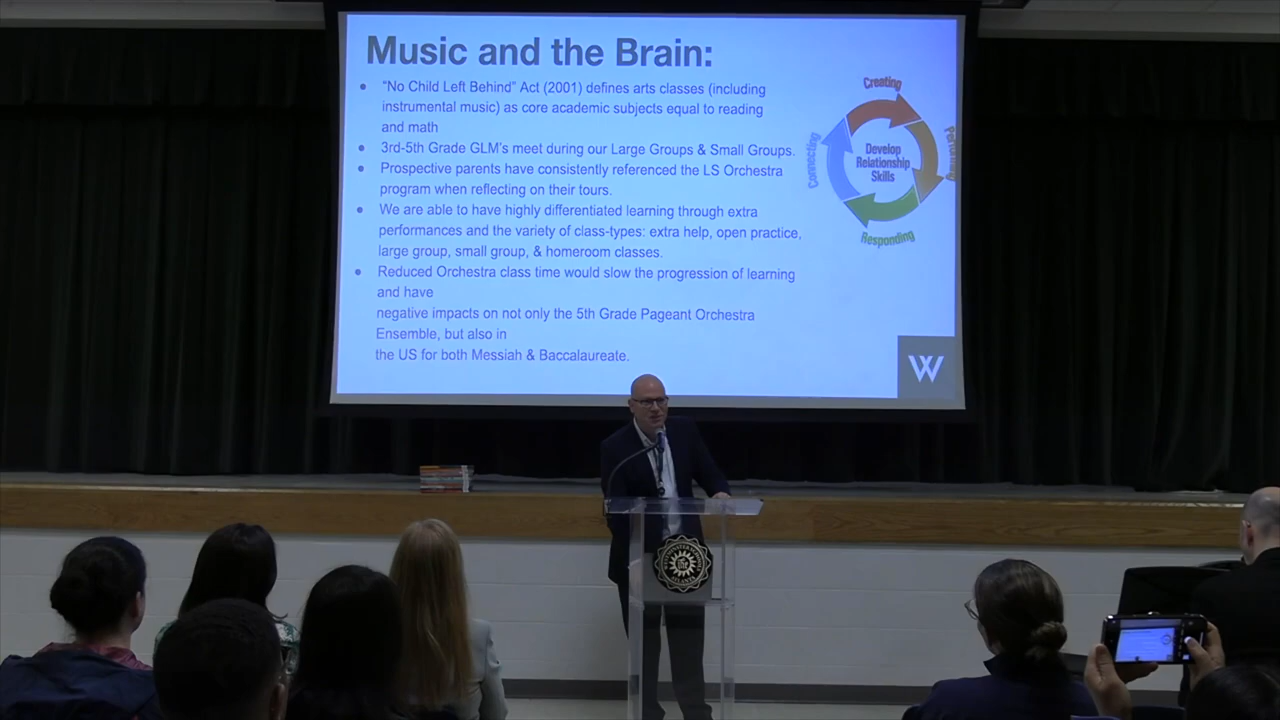 Music and the Brain:
“No Child Left Behind” Act (2001) defines arts classes (including
instrumental music) as core academic subjects equal to reading
and math
3rd-5th Grade GLM's meet during our Large Groups & Small Groups.
Prospective parents have consistently referenced the LS Orchestra
program when reflecting on their tours.
We are able to have highly differentiated learning through extra
performances and the variety of class-types: extra help, open practice,
large group, small group, & homeroom classes.
Reduced Orchestra class time would slow the progression of learning
and have
negative impacts on not only the 5th Grade Pageant Orchestra
Ensemble, but also in
the US for both Messiah & Baccalaureate.
Creating
Connecting
Develop
Relationship
Skills
Responding
W
ATLANTA